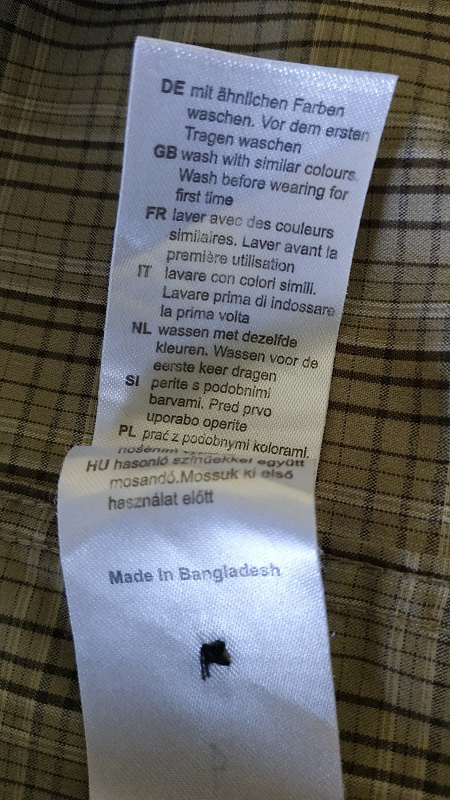 DE mit ähnlichen Farben
waschen. Vor dem ersten
Tragen waschen
GB wash with similar colours.
Wash before wearing for
first time
FR laver avec des couleurs
similaires. Laver avant la
première utilisation
IT lavare con colori simili.
Lavare prima di indossare
la prima volta
NL wassen met dezelfde
kleuren. Wassen voor de
eerste keer dragen
SI perite s podobnimi
barvami. Pred prvo
uporabo operite
PL prać z podobnymi kolorami.
HU hasonló színűekkel együtt
mosandó.Mossuk ki első
használat előtt
Made In Bangladesh